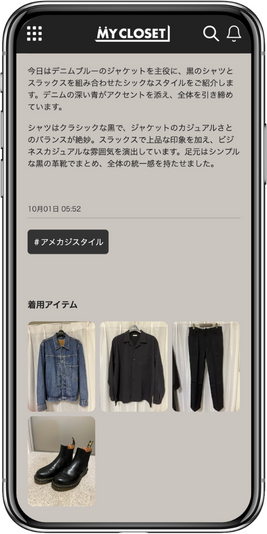 MYCLOSET
今日はデニムブルーのジャケットを主役に、黒のシャツと
スラックスを組み合わせたシックなスタイルをご紹介しま
す。デニムの深い青がアクセントを添え、全体を引き締め
ています。
シャツはクラシックな黒で、ジャケットのカジュアルさと
のバランスが絶妙。スラックスで上品な印象を加え、ビジ
ネスカジュアルな雰囲気を演出しています。足元はシンプル
な黒の革靴でまとめ、全体の統一感を持たせました。
10月01日 05:52
#アメカジスタイル
着用アイテム